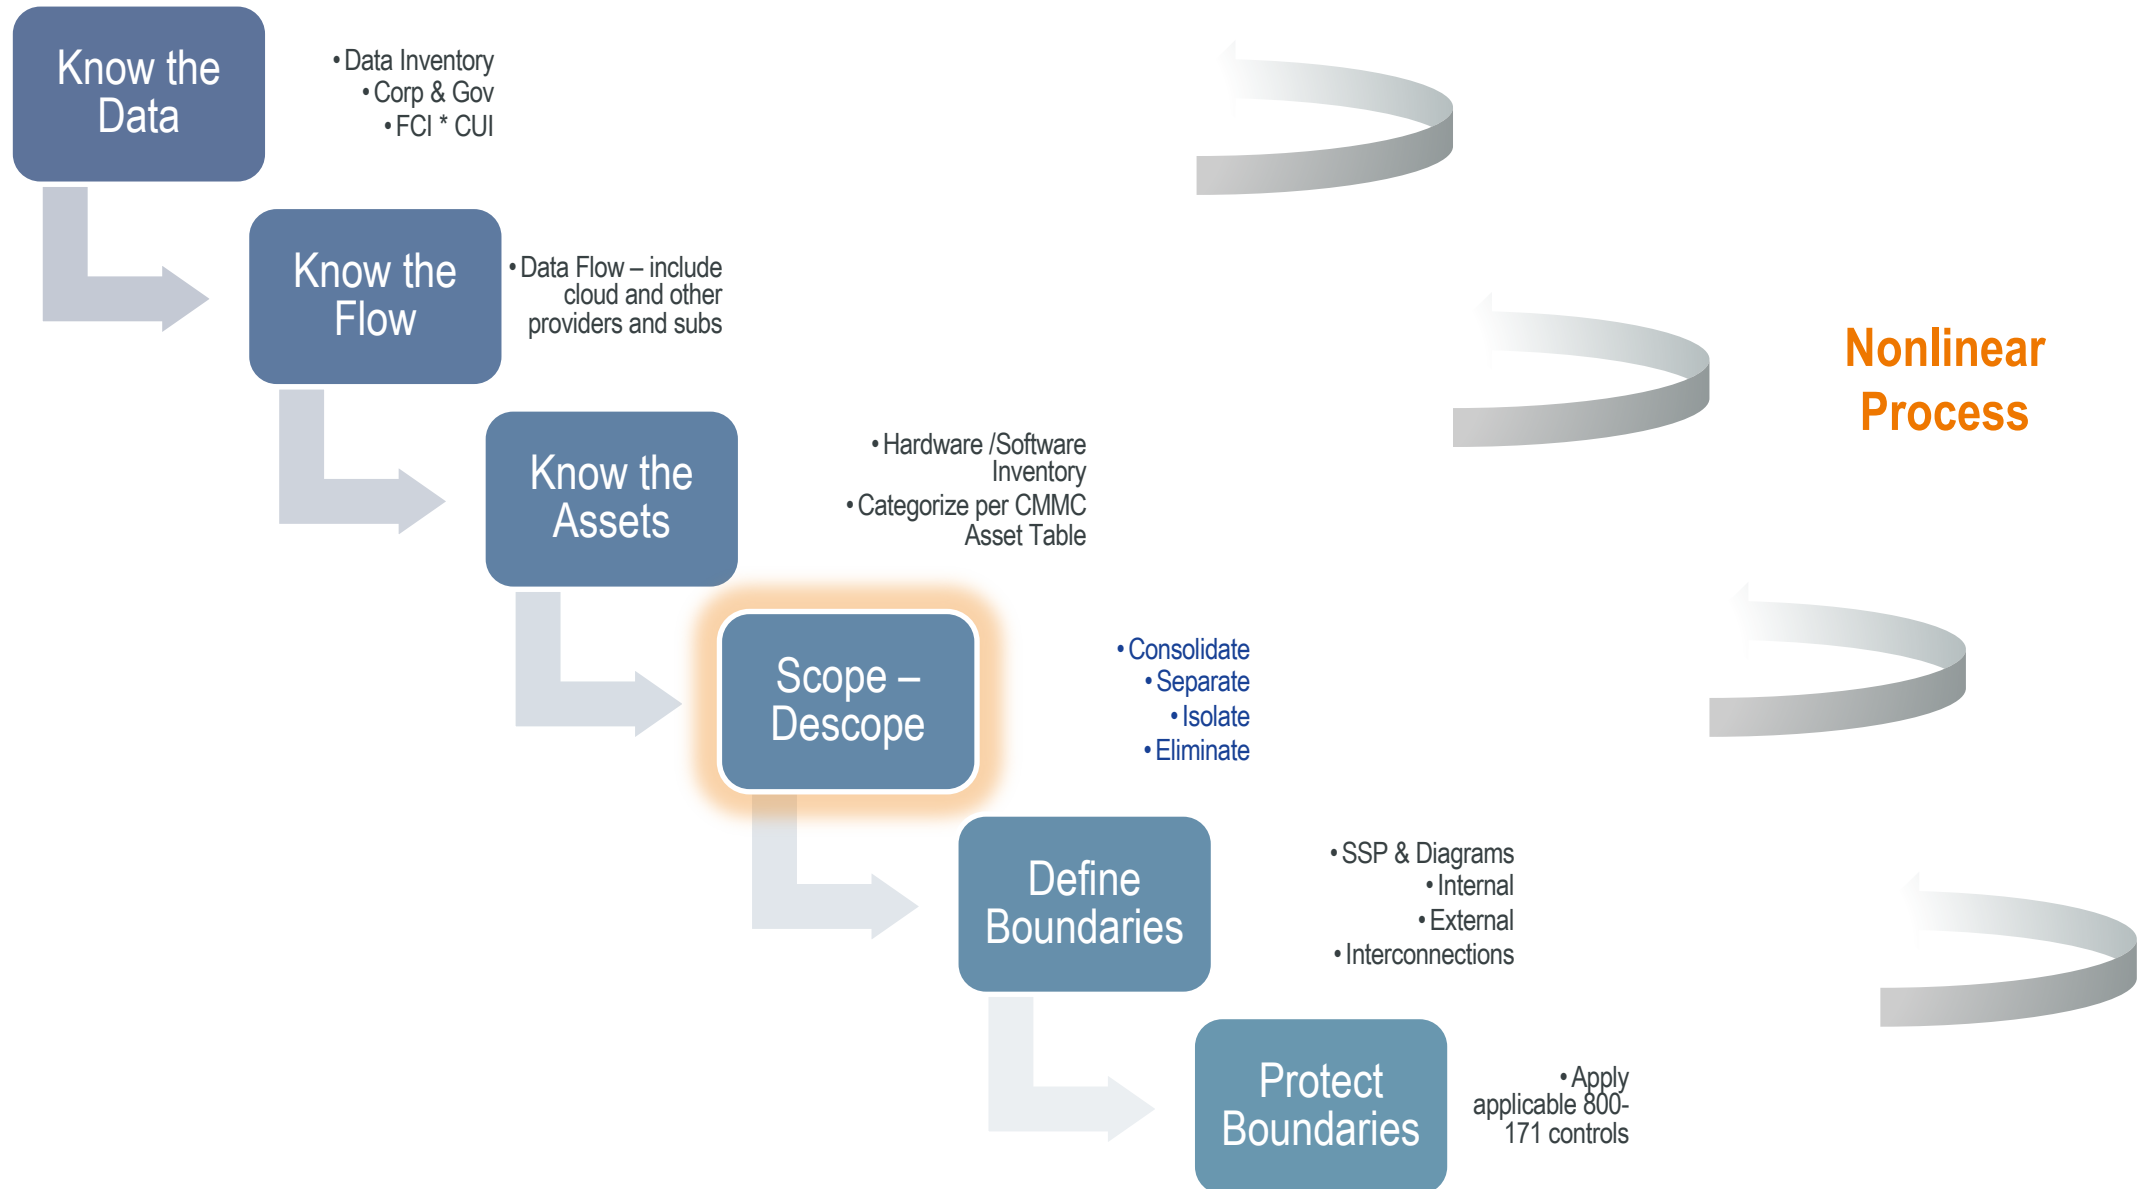 Know the
Data
• Data Inventory
• Corp & Gov
• FCI * CUI
Know the
Flow
• Data Flow – include
cloud and other
providers and subs
Nonlinear
Process
Know the
Assets
• Hardware /Software
Inventory
• Categorize per CMMC
Asset Table
Scope –
Descope
• Consolidate
• Separate
• Isolate
• Eliminate
Define
Boundaries
• SSP & Diagrams
• Internal
• External
• Interconnections
Protect
Boundaries
• Apply
applicable 800-
171 controls